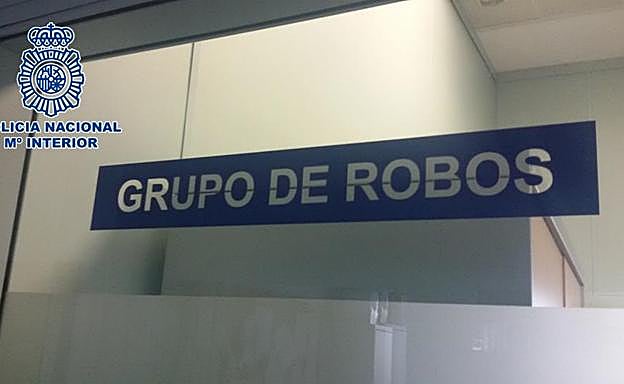 LICIA NACIONAL
Mº INTERIOR
GRUPO DE ROBOS